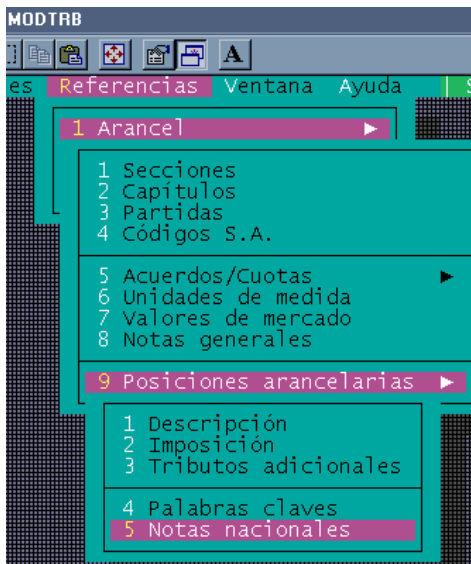 MODTRB
A
es Referencias Ventana Ayuda
1 Arancel
1 Secciones
2 Capítulos
3 Partidas
4 Códigos S.A.
5 Acuerdos/Cuotas
6 Unidades de medida
7 Valores de mercado
8 Notas generales
9 Posiciones arancelarias
1 Descripción
2 Imposición
3 Tributos adicionales
4 Palabras claves
5 Notas nacionales